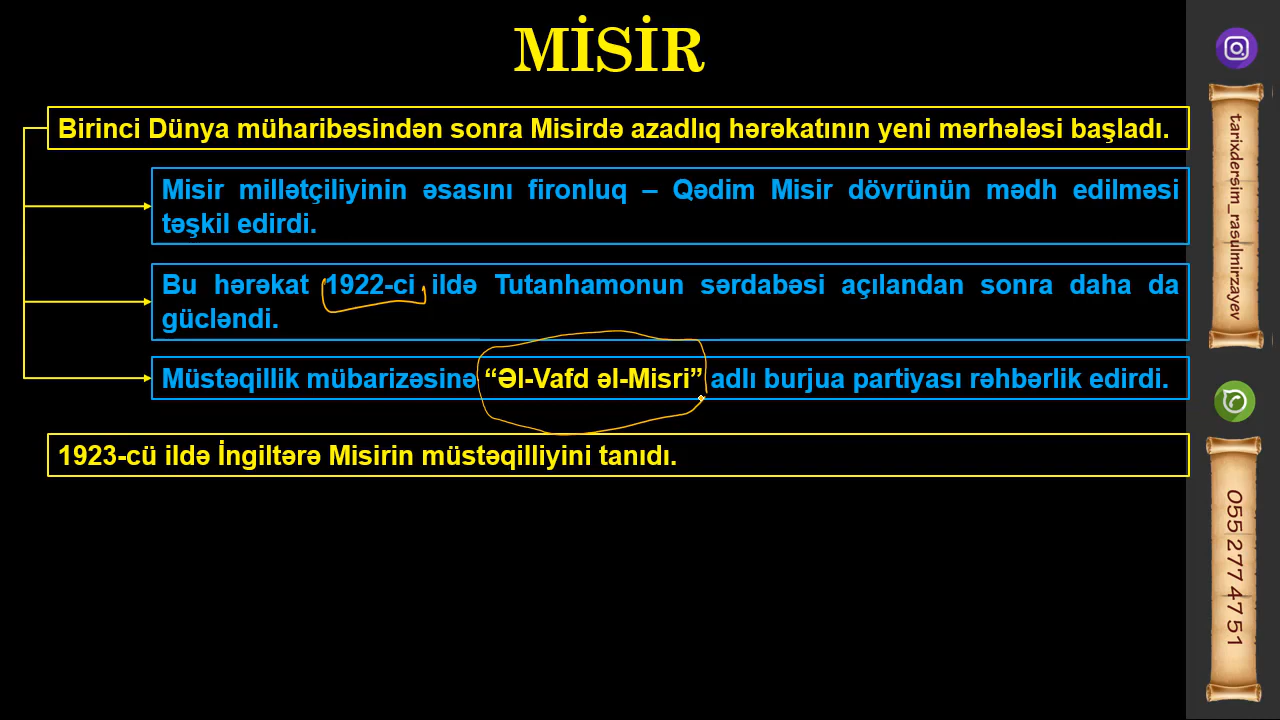 MİSİR
Birinci Dünya müharibəsindən sonra Misirdə azadlıq hərəkatının yeni mərhələsi başladı.
Misir millətçiliyinin əsasını fironluq – Qədim Misir dövrünün mədh edilməsi
təşkil edirdi.
Bu hərəkat 1922-ci ildə Tutanhamonun sərdabəsi açılandan sonra daha da
gücləndi.
Müstəqillik mübarizəsinə “Əl-Vafd əl-Misri” adlı burjua partiyası rəhbərlik edirdi.
1923-cü ildə İngiltərə Misirin müstəqilliyini tanıdı.
tarixdersim_rasulmirzayev
055 277 47 51